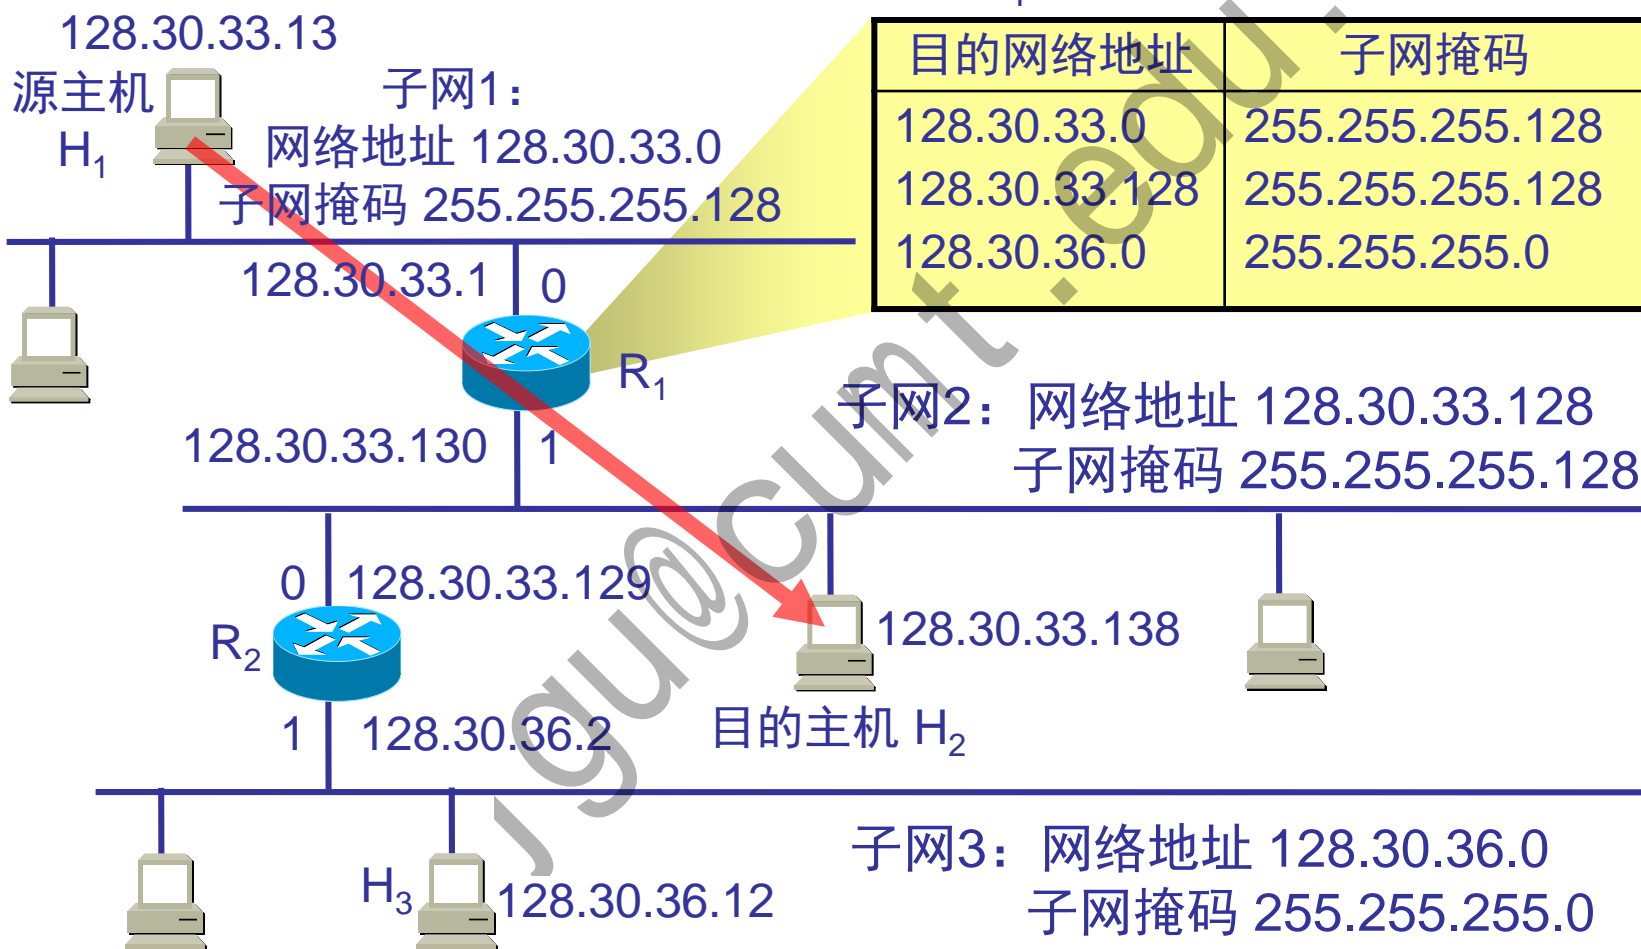 128.30.33.13
源主机
H1
子网1：
网络地址 128.30.33.0
子网掩码 255.255.255.128
目的网络地址 子网掩码
128.30.33.0 255.255.255.128
128.30.33.128 255.255.255.128
128.30.36.0 255.255.255.0
128.30.33.1 0
R1
128.30.33.130 1
子网2：网络地址 128.30.33.128
子网掩码 255.255.255.128
0 128.30.33.129
R2
1 128.30.36.2
128.30.33.138
目的主机 H2
子网3：网络地址 128.30.36.0
子网掩码 255.255.255.0
H3
128.30.36.12
gu@cumt.edu.